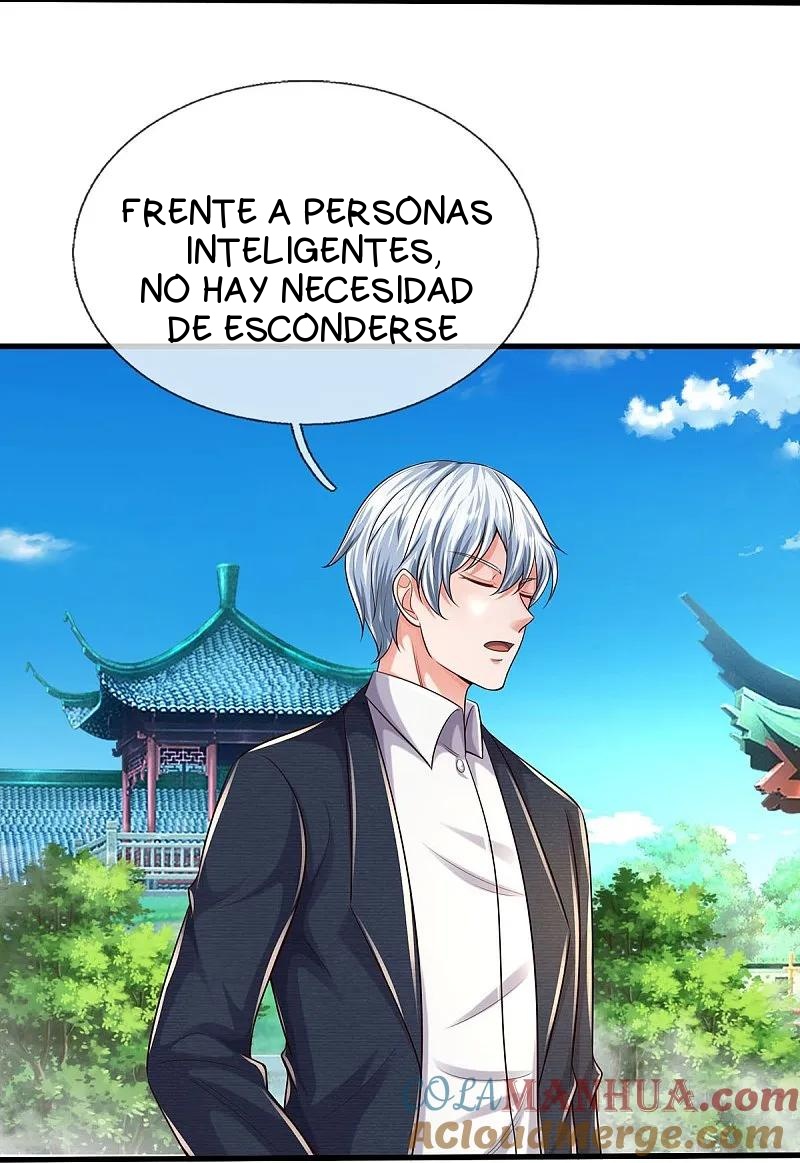 FRENTE A PERSONAS
INTELIGENTES,
NO HAY NECESIDAD
DE ESCONDERSE
COLAMANHUA.com
AcloudMerge.com